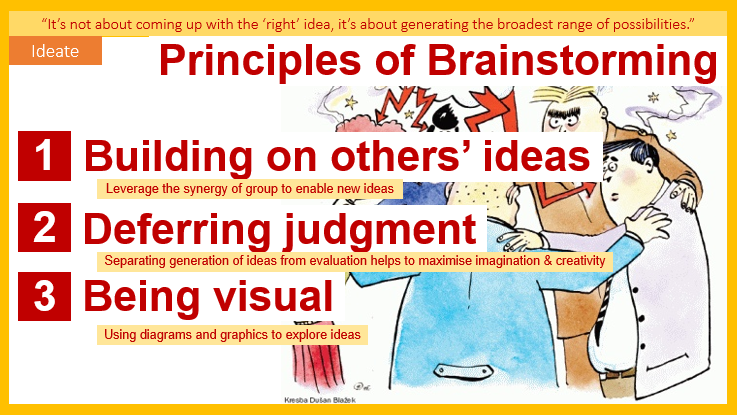 “It’s not about coming up with the ‘right’ idea, it’s about generating the broadest range of possibilities.”
Ideate
Principles of Brainstorming
1 Building on others’ ideas
Leverage the synergy of group to enable new ideas
2 Deferring judgment
Separating generation of ideas from evaluation helps to maximise imagination & creativity
3 Being visual
Using diagrams and graphics to explore ideas
Kresba Dušan Blažek